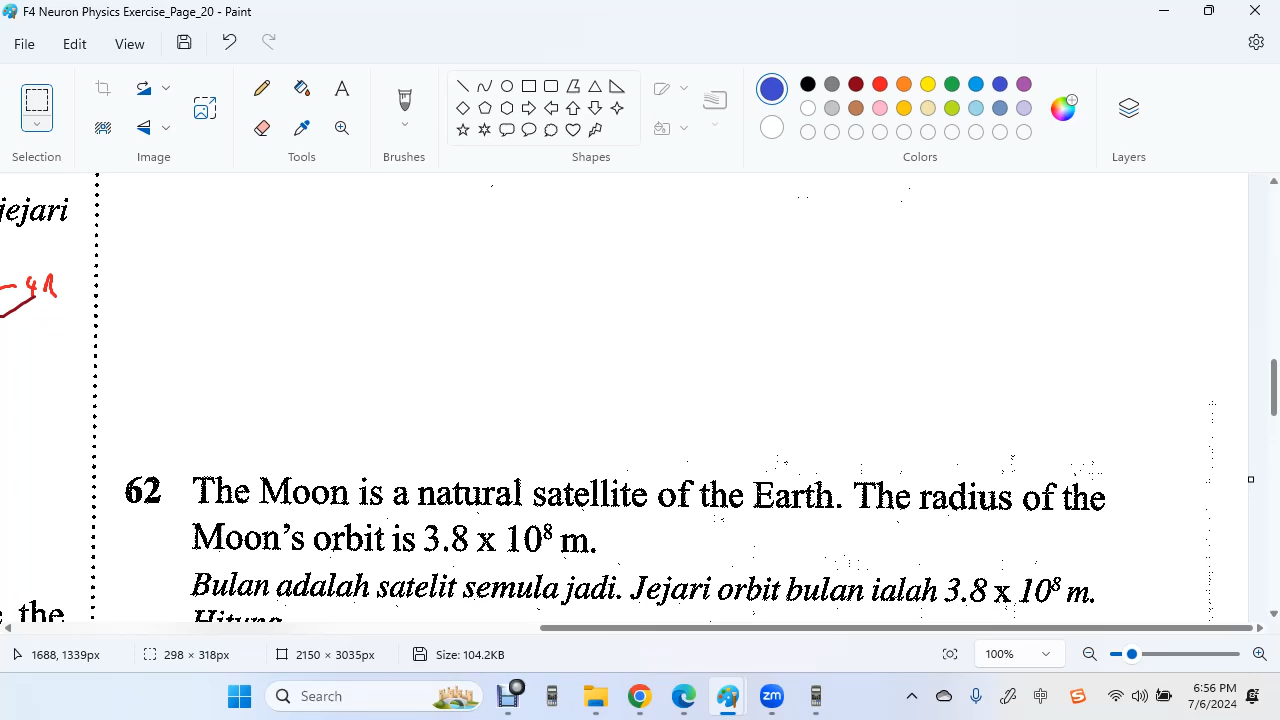 F4 Neuron Physics Exercise_Page_20 - Paint
File Edit View
Selection Image Tools Brushes Shapes Colors Layers
jejari
62 The Moon is a natural satellite of the Earth. The radius of the
Moon's orbit is 3.8 x 10⁸ m.
Bulan adalah satelit semula jadi. Jejari orbit bulan ialah 3.8 x 10⁸ m.
Hitung
the
1688, 1339px 298 × 318px 2150 × 3035px Size: 104.2KB 100%
Search zm 中 6:56 PM
7/6/2024